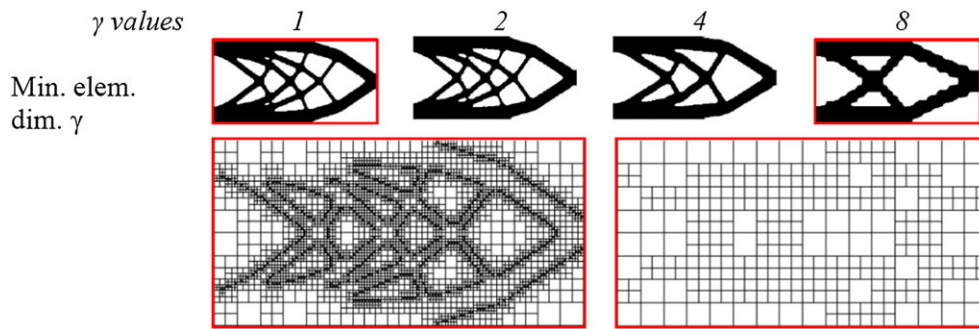 γ values 1 2 4 8
Min. elem.
dim. γ